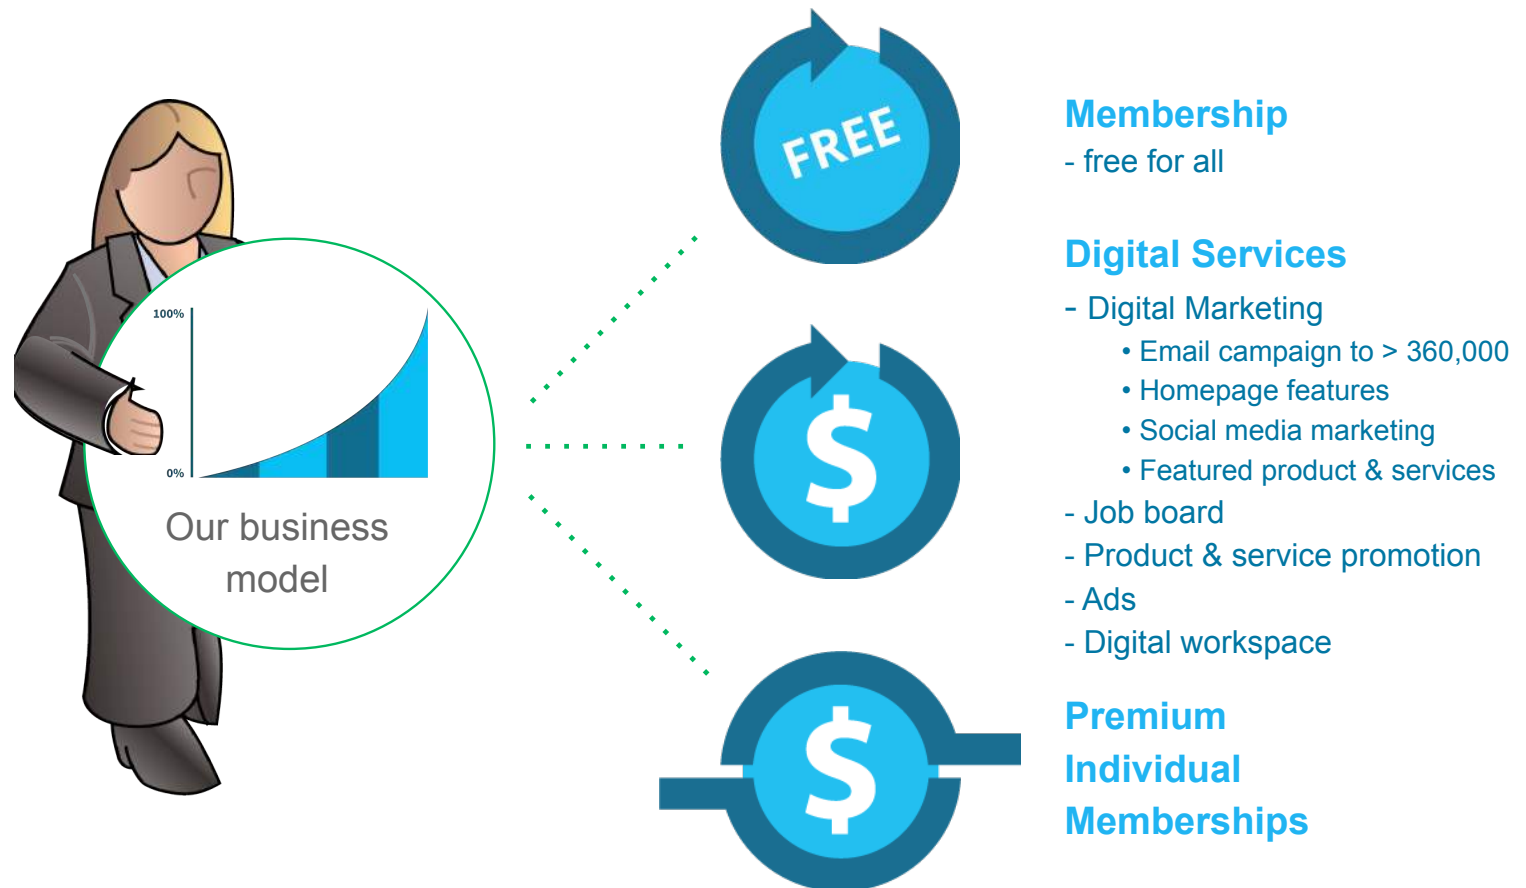 100%
0%
Our business
model
FREE
$
$
Membership
- free for all
Digital Services
- Digital Marketing
• Email campaign to > 360,000
• Homepage features
• Social media marketing
• Featured product & services
- Job board
- Product & service promotion
- Ads
- Digital workspace
Premium
Individual
Memberships